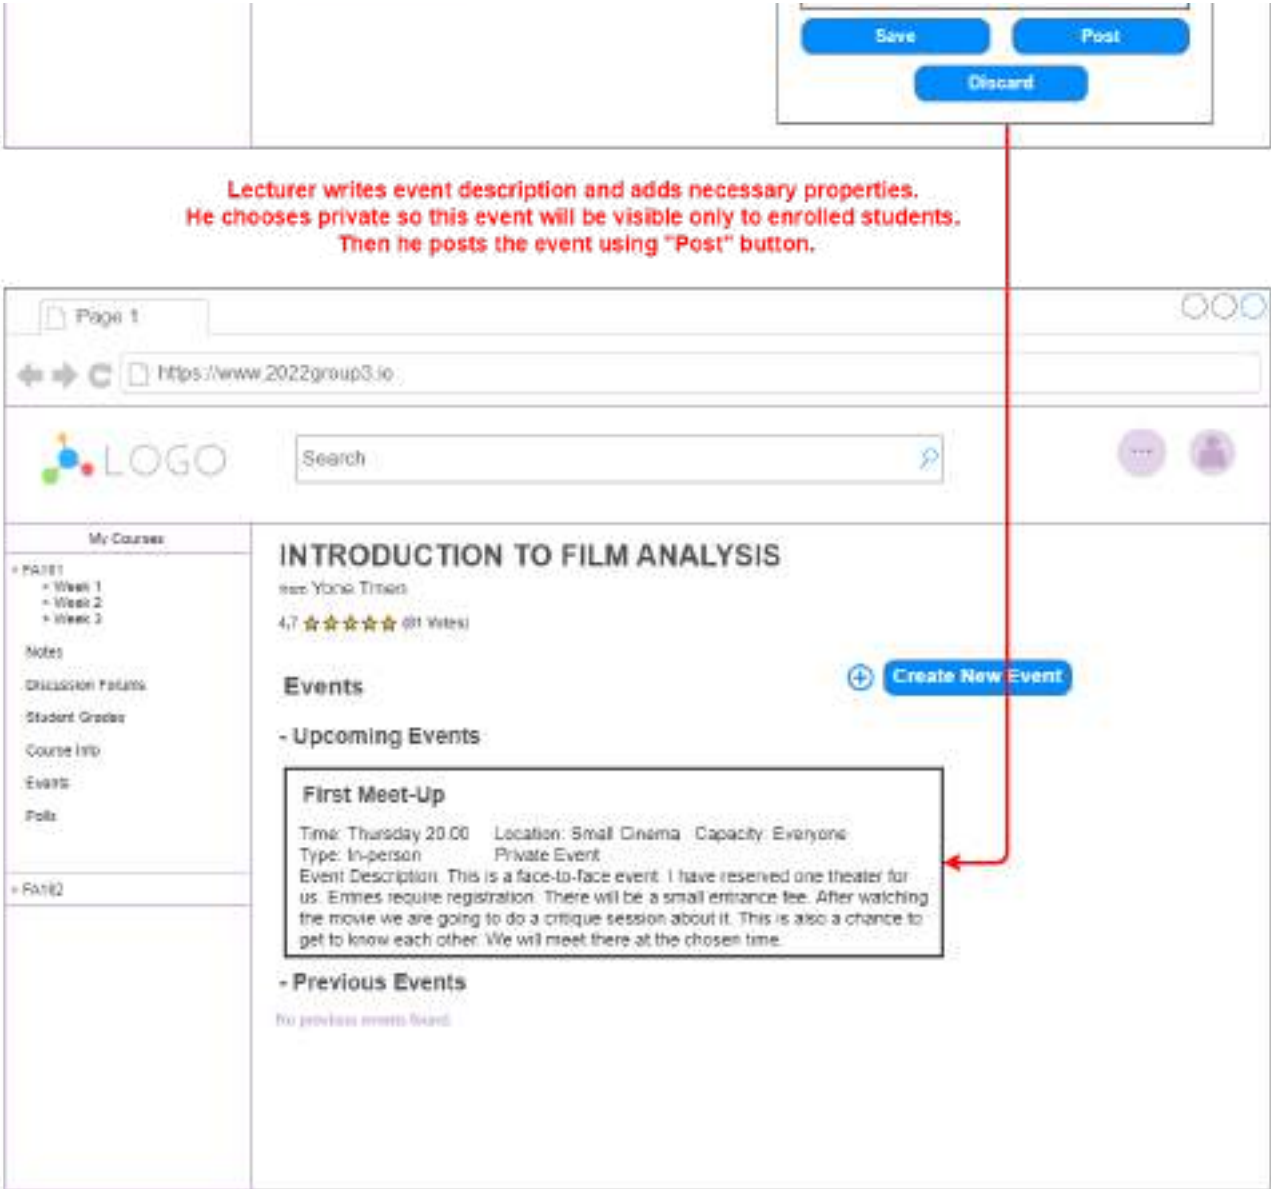 Save Post
Discard
Lecturer writes event description and adds necessary properties.
He chooses private so this event will be visible only to enrolled students.
Then he posts the event using "Post" button.
Page 1
https://www.2022group3.io
LOGO
Search
...
My Courses
FA101
Week 1
Week 2
Week 3
Notes
Discussion Forums
Student Grades
Course Info
Events
Polls
FA102
INTRODUCTION TO FILM ANALYSIS
from Yone Timen
4,7 (81 Votes)
Events
Create New Event
- Upcoming Events
First Meet-Up
Time: Thursday 20.00 Location: Small Cinema Capacity: Everyone
Type: In-person Private Event
Event Description: This is a face-to-face event. I have reserved one theater for
us. Entries require registration. There will be a small entrance fee. After watching
the movie we are going to do a critique session about it. This is also a chance to
get to know each other. We will meet there at the chosen time.
- Previous Events
No previous events found.